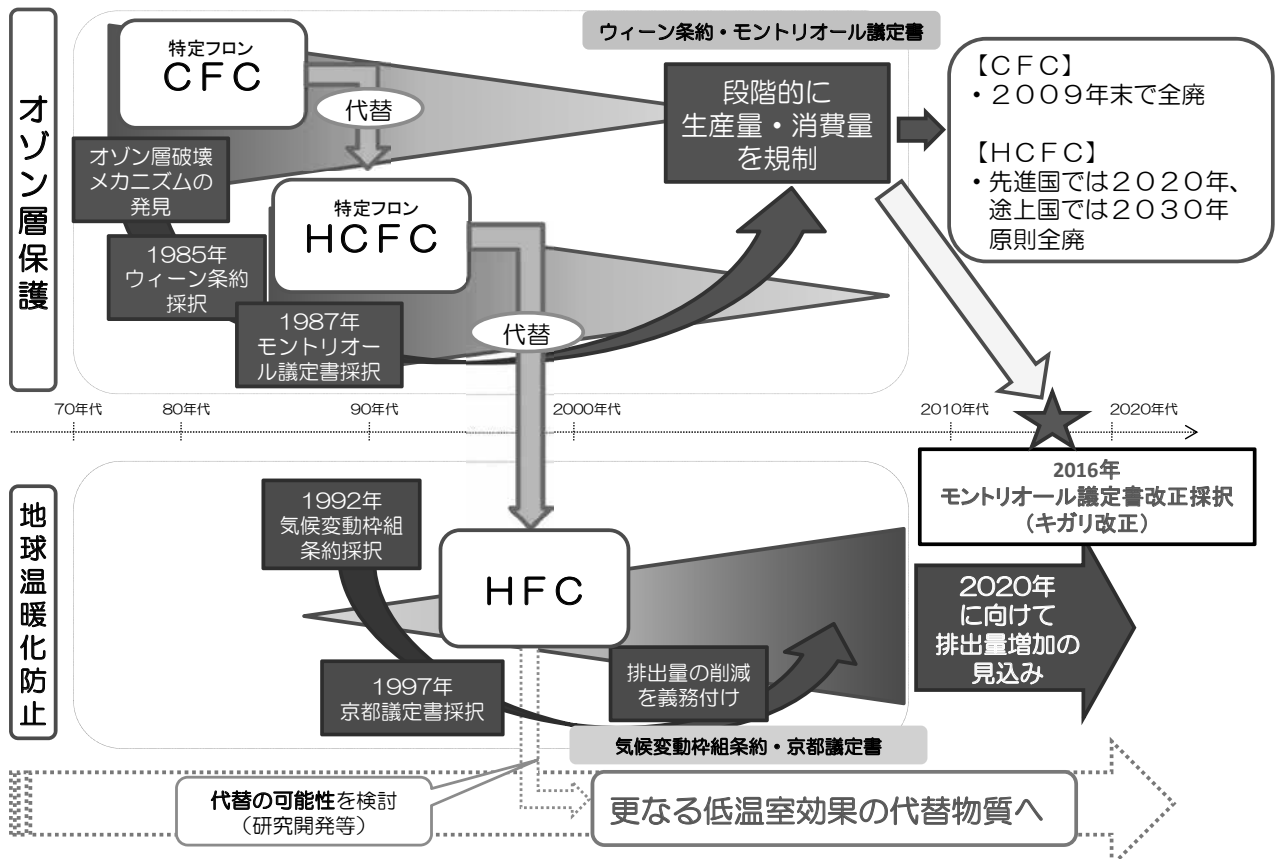 オゾン層保護
ウィーン条約・モントリオール議定書
特定フロン
ＣＦＣ
代替
オゾン層破壊
メカニズムの
発見
1985年
ウィーン条約
採択
1987年
モントリオー
ル議定書採択
特定フロン
ＨＣＦＣ
代替
段階的に
生産量・消費量
を規制
【ＣＦＣ】
・２００９年末で全廃
【ＨＣＦＣ】
・先進国では２０２０年、
途上国では２０３０年
原則全廃
70年代
80年代
90年代
2000年代
2010年代
2020年代
2016年
モントリオール議定書改正採択
（キガリ改正）
地球温暖化防止
1992年
気候変動枠組
条約採択
1997年
京都議定書採択
ＨＦＣ
排出量の削減
を義務付け
気候変動枠組条約・京都議定書
2020年
に向けて
排出量増加の
見込み
代替の可能性を検討
（研究開発等）
更なる低温室効果の代替物質へ